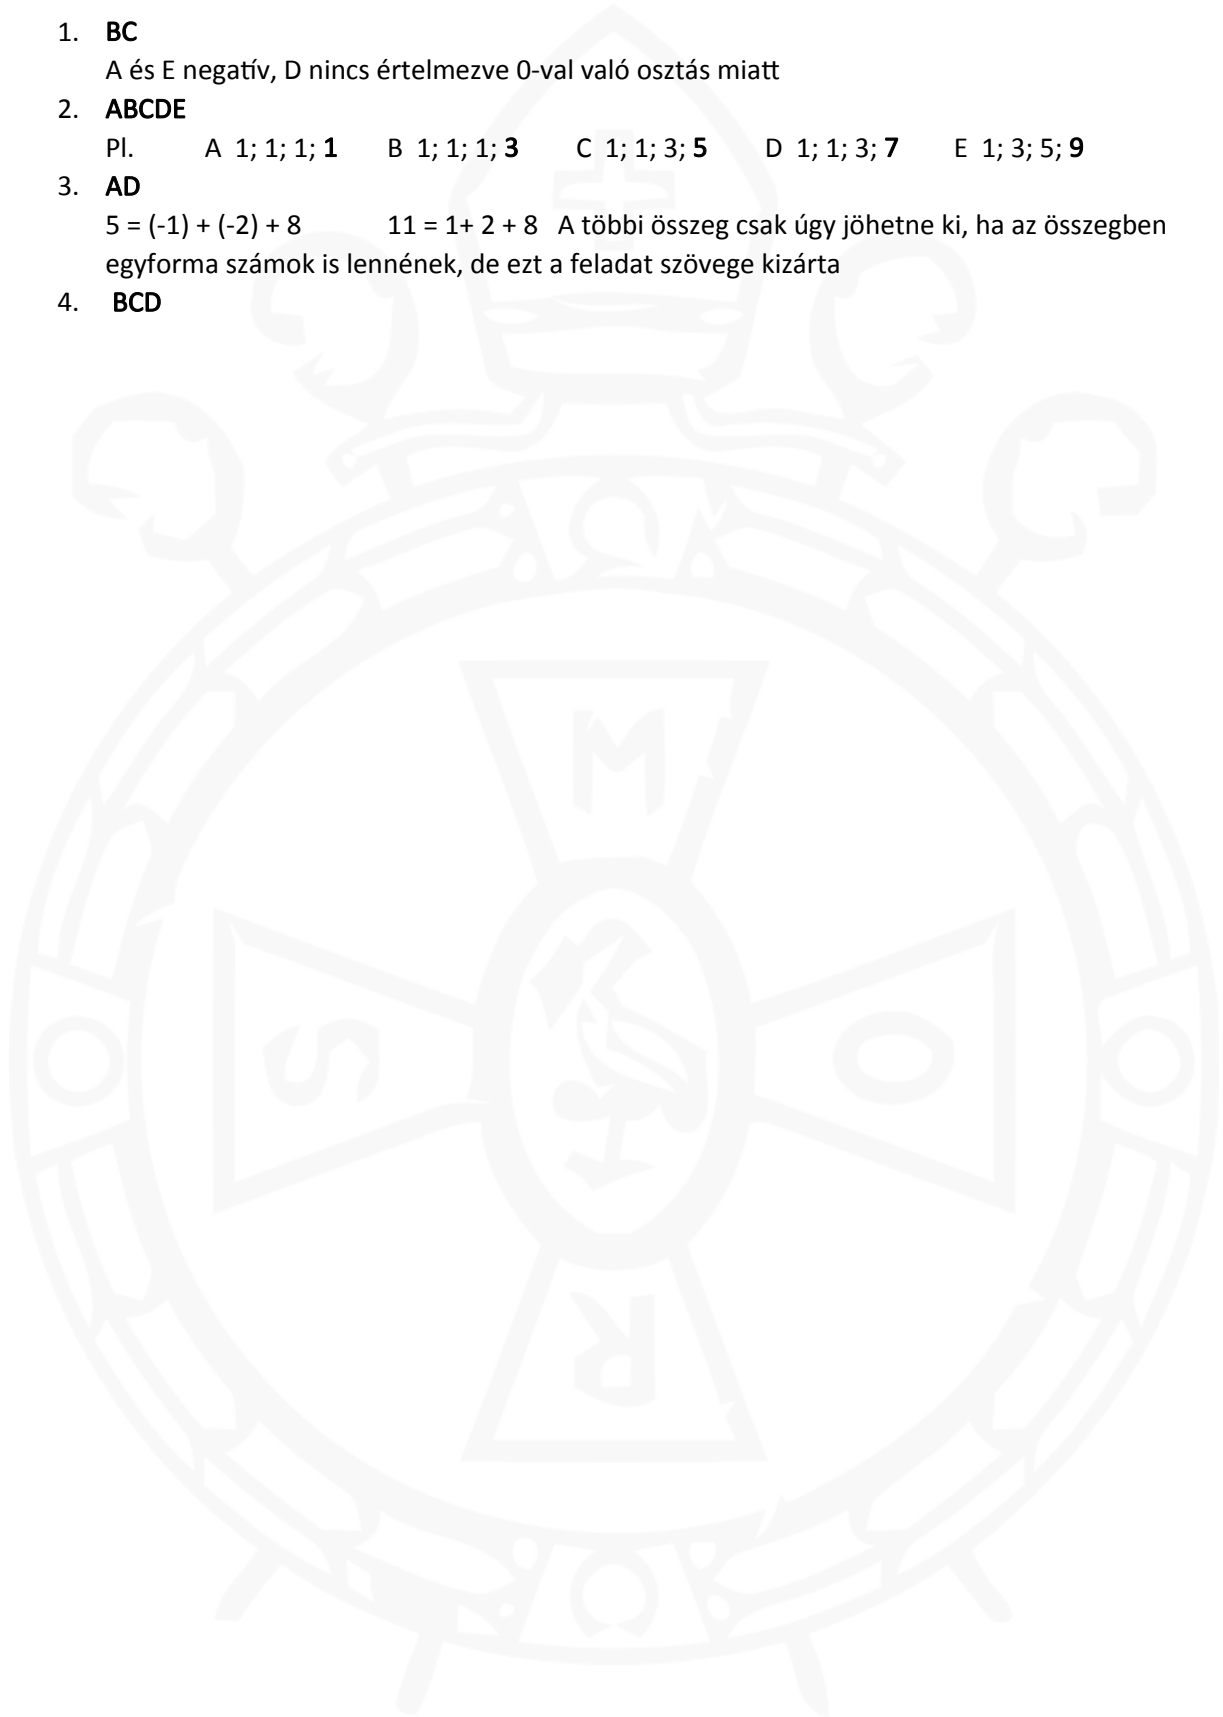 1. BC
A és E negatív, D nincs értelmezve 0-val való osztás miatt
2. ABCDE
Pl. A 1; 1; 1; 1 B 1; 1; 1; 3 C 1; 1; 3; 5 D 1; 1; 3; 7 E 1; 3; 5; 9
3. AD
5 = (-1) + (-2) + 8 11 = 1+ 2 + 8 A többi összeg csak úgy jöhetne ki, ha az összegben
egyforma számok is lennének, de ezt a feladat szövege kizárta
4. BCD
M
S
O
R